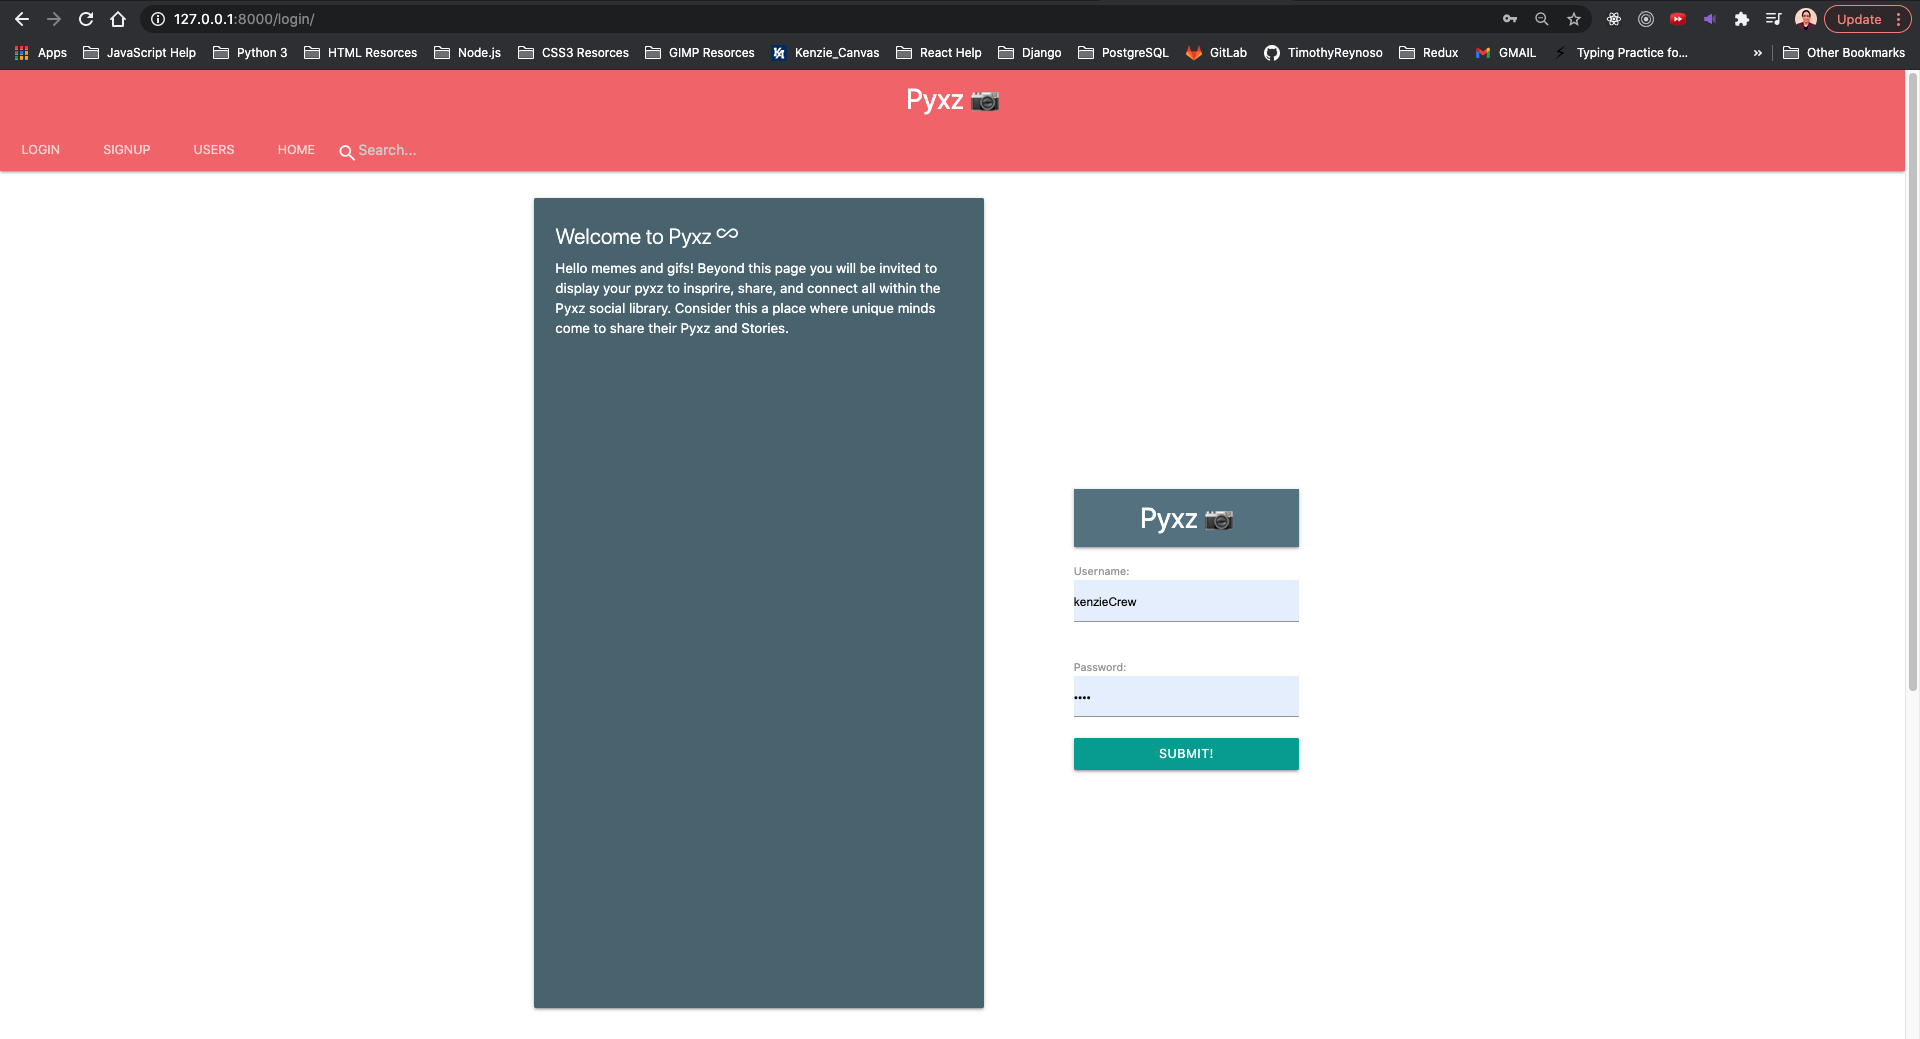 127.0.0.1:8000/login/
Update
Apps JavaScript Help Python 3 HTML Resorces Node.js CSS3 Resorces GIMP Resorces Kenzie_Canvas React Help Django PostgreSQL GitLab TimothyReynoso Redux GMAIL Typing Practice fo... » Other Bookmarks
Pyxz
LOGIN SIGNUP USERS HOME Search...
Welcome to Pyxz
Hello memes and gifs! Beyond this page you will be invited to
display your pyxz to insprire, share, and connect all within the
Pyxz social library. Consider this a place where unique minds
come to share their Pyxz and Stories.
Pyxz
Username:
kenzieCrew
Password:
••••
SUBMIT!